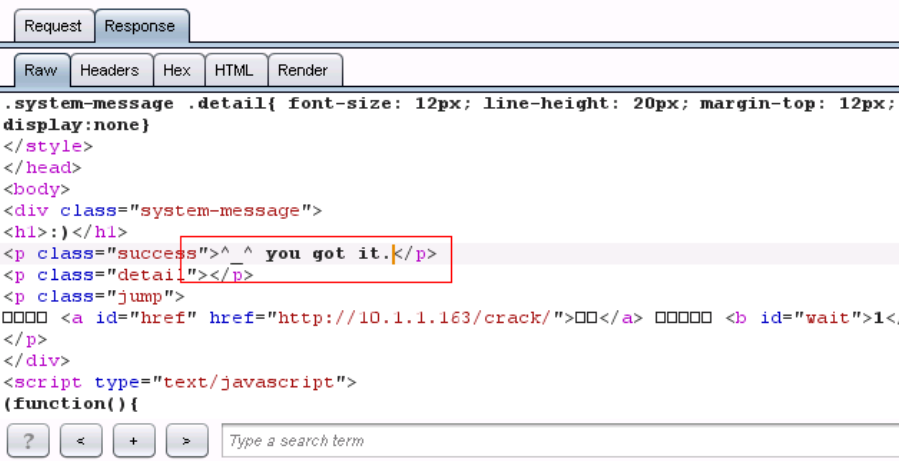 Request Response
Raw Headers Hex HTML Render
.system-message .detail{ font-size: 12px; line-height: 20px; margin-top: 12px;
display:none}
</style>
</head>
<body>
<div class="system-message">
<h1>:)</h1>
<p class="success">^_^ you got it.</p>
<p class="detail"></p>
<p class="jump">
□□□□ <a id="href" href="http://10.1.1.163/crack/">□□</a> □□□□□ <b id="wait">1</
</p>
</div>
<script type="text/javascript">
(function(){
? < + > Type a search term